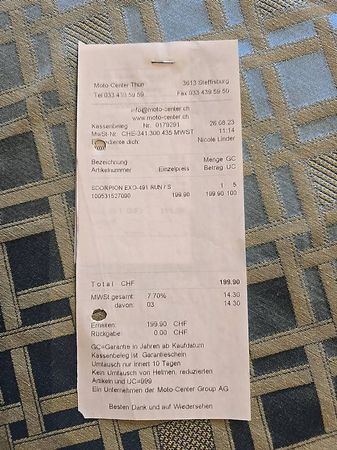 Moto-Center Thun 3613 Steffisburg
Tel 033 439 59 59 Fax 033 439 59 59
info@moto-center.ch
www.moto-center.ch
Kassenbeleg Nr. 0179291 26.08.23
MwSt-Nr. CHE-341.300.435 MWST 11:14
diente dich: Nicole Linder
Bezeichnung Menge GC
Artikelnummer Einzelpreis Betrag UC
SCORPION EXO-491 RUN / S 1 5
100531527090 199.90 199.90 100
Total CHF 199.90
MWSt gesamt: 7.70% 14.30
davon: 03 14.30
Erhalten: 199.90 CHF
Rückgabe: 0.00 CHF
GC=Garantie in Jahren ab Kaufdatum
Kassenbeleg ist Garantieschein
Umtausch nur innert 10 Tagen
Kein Umtausch von Helmen, reduzierten
Artikeln und UC=999
Ein Unternehmen der Moto-Center Group AG
Besten Dank und auf Wiedersehen